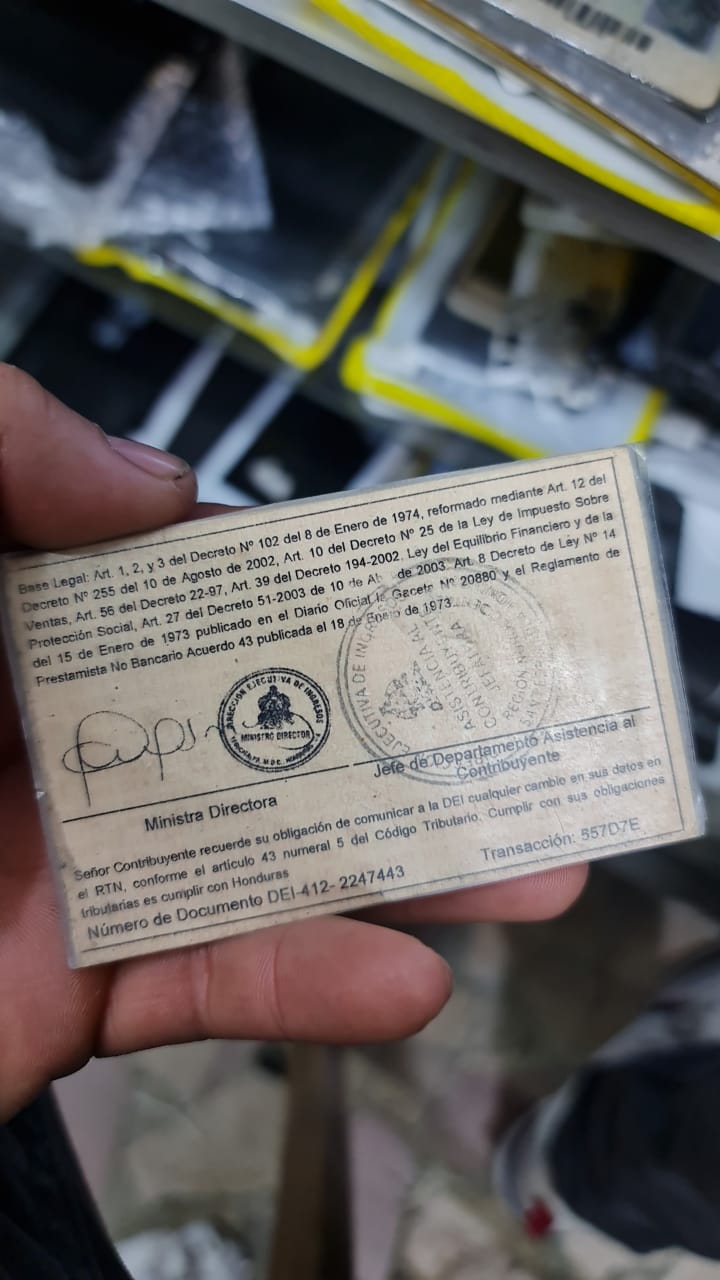 Base Legal: Art. 1, 2, y 3 del Decreto Nº 102 del 8 de Enero de 1974, reformado mediante Art. 12 del
Decreto Nº 255 del 10 de Agosto de 2002, Art. 10 del Decreto Nº 25 de la Ley de Impuesto Sobre
Ventas, Art. 56 del Decreto 22-97, Art. 39 del Decreto 194-2002. Ley del Equilibrio Financiero y de la
Protección Social, Art. 27 del Decreto 51-2003 de 10 de Ab de 2003. Art. 8 Decreto de Ley Nº 14
del 15 de Enero de 1973 publicado en el Diario Oficial la Gaceta Nº 20880 y el Reglamento de
Prestamista No Bancario Acuerdo 43 publicada el 18 de Enero de 1973
DIRECCION EJECUTIVA DE INGRESOS
MINISTRO DIRECTOR
EJECUTIVA DE INGRESOS
ASISTENCIA AL
CONTRIBUYENTE
JEFATURA
REGION
Ministra Directora
Jefe de Departamento Asistencia al
Contribuyente
Señor Contribuyente recuerde su obligación de comunicar a la DEI cualquier cambio en sus datos en
el RTN, conforme el artículo 43 numeral 5 del Código Tributario. Cumplir con sus obligaciones
tributarias es cumplir con Honduras
Número de Documento DEI-412- 2247443
Transacción: 557D7E